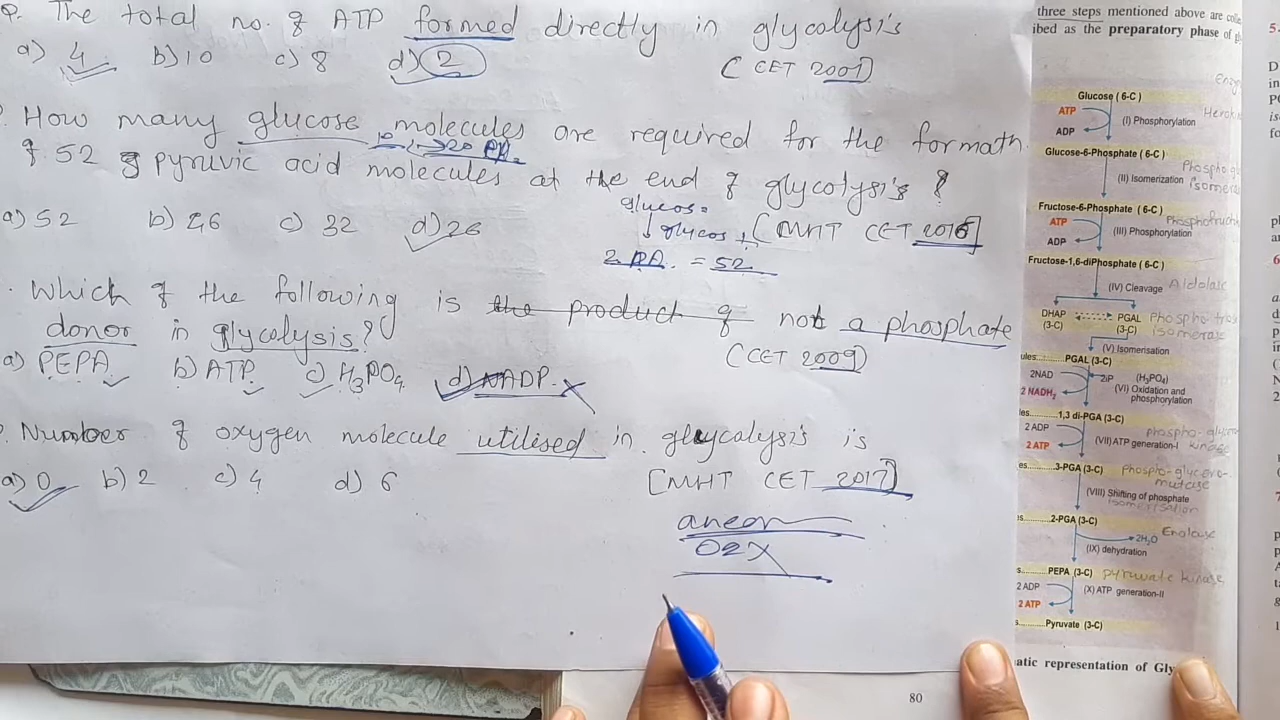 Q. The total no. of ATP formed directly in glycolysis
a) 4 b) 10 c) 8 d) 2
( CET 2001)
How many glucose molecules are required for the formatn.
of 52 pyruvic acid molecules at the end of glycolysis ?
a) 52 b) 46 c) 32 d) 26
[MHT CET 2016]
glucose
glycos
2 PA. = 52
Which of the following is the product of not a phosphate
donor in glycolysis?
(CET 2009)
a) PEPA b) ATP c) H3PO4 d) NADP
Number of oxygen molecule utilised in glycalysis is
a) 0 b) 2 c) 4 d) 6
[MHT CET 2017]
O2 X
three steps mentioned above are
ibed as the preparatory phase of
Glucose ( 6-C )
ATP
ADP
(I) Phosphorylation
Glucose-6-Phosphate ( 6-C )
(II) Isomerization
Fructose-6-Phosphate ( 6-C )
ATP
ADP
(III) Phosphorylation
Fructose-1,6-diPhosphate ( 6-C )
(IV) Cleavage
DHAP
(3-C)
PGAL
(3-C)
(V) Isomerisation
PGAL (3-C)
2NAD
2 NADH2
2iP (H3PO4)
(VI) Oxidation and
phosphorylation
1,3 di-PGA (3-C)
2 ADP
2 ATP
(VII) ATP generation-I
kinase
3-PGA (3-C)
(VIII) Shifting of phosphate
2-PGA (3-C)
Enolase
2H2O
(IX) dehydration
PEPA (3-C) pyruvate kinase
2 ADP
2 ATP
(X) ATP generation-II
Pyruvate (3-C)
atic representation of
80